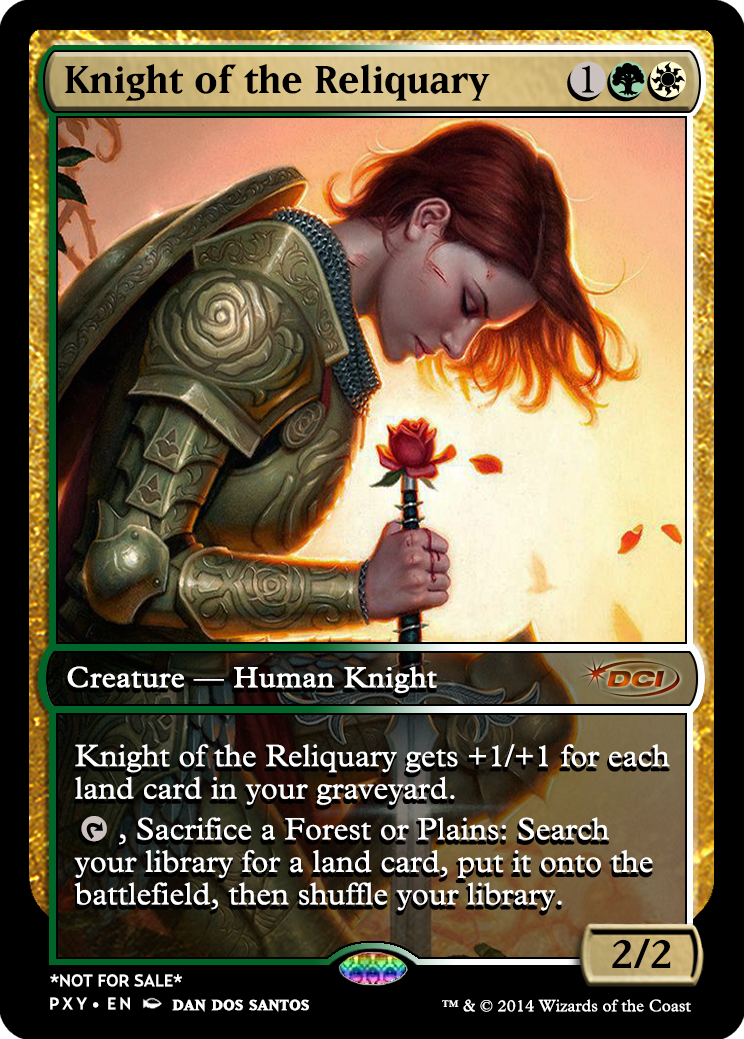 Knight of the Reliquary 1
Creature — Human Knight DCI
Knight of the Reliquary gets +1/+1 for each
land card in your graveyard.
, Sacrifice a Forest or Plains: Search
your library for a land card, put it onto the
battlefield, then shuffle your library.
2/2
*NOT FOR SALE*
PXY • EN DAN DOS SANTOS ™ & © 2014 Wizards of the Coast